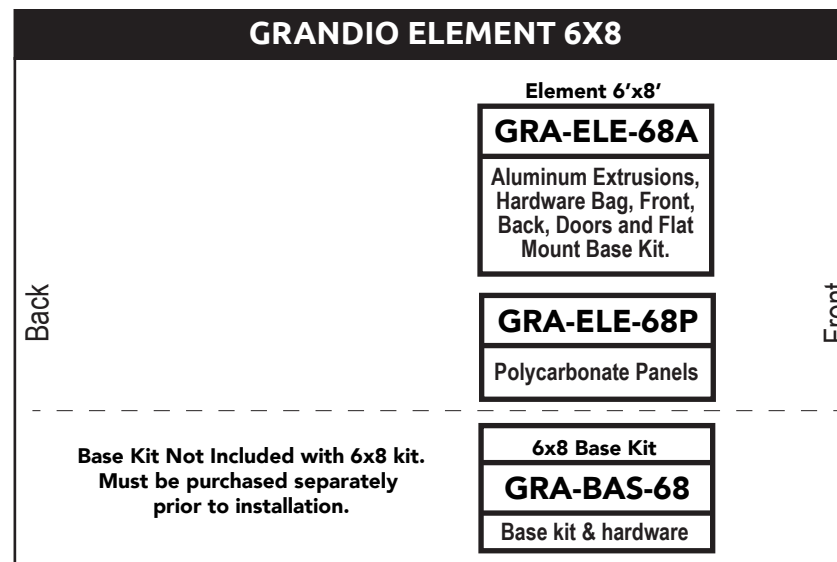 GRANDIO ELEMENT 6X8
Element 6’x8’
GRA-ELE-68A
Aluminum Extrusions,
Hardware Bag, Front,
Back, Doors and Flat
Mount Base Kit.
Back
Front
GRA-ELE-68P
Polycarbonate Panels
Base Kit Not Included with 6x8 kit.
Must be purchased separately
prior to installation.
6x8 Base Kit
GRA-BAS-68
Base kit & hardware